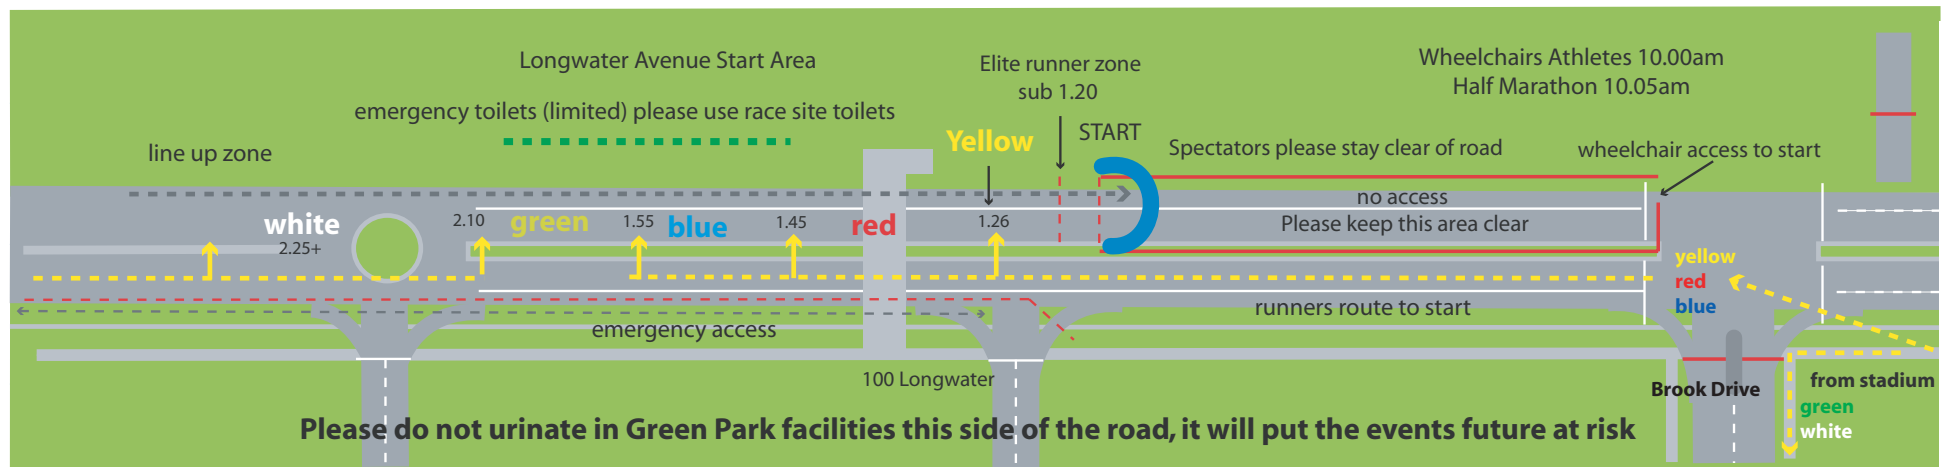 Longwater Avenue Start Area
emergency toilets (limited) please use race site toilets
line up zone
Elite runner zone
sub 1.20
Yellow
START
Wheelchairs Athletes 10.00am
Half Marathon 10.05am
Spectators please stay clear of road
wheelchair access to start
no access
Please keep this area clear
white
2.25+
2.10
green
1.55
blue
1.45
red
1.26
yellow
red
blue
runners route to start
emergency access
100 Longwater
Brook Drive
from stadium
green
white
Please do not urinate in Green Park facilities this side of the road, it will put the events future at risk